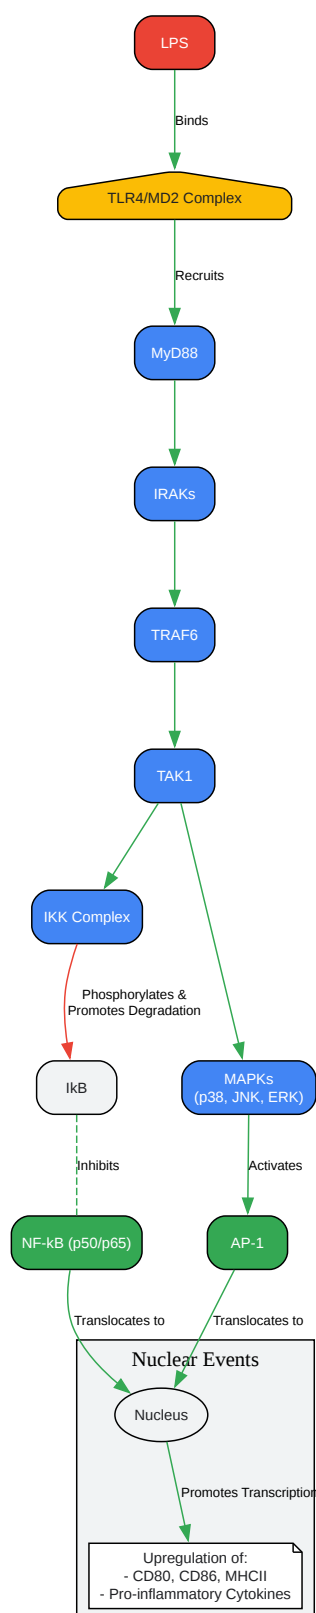 LPS
Binds
TLR4/MD2 Complex
Recruits
MyD88
IRAKs
TRAF6
TAK1
IKK Complex
Phosphorylates &
Promotes Degradation
IkB
MAPKs
(p38, JNK, ERK)
Inhibits
Activates
NF-kB (p50/p65)
AP-1
Translocates to
Translocates to
Nuclear Events
Nucleus
Promotes Transcription
Upregulation of:
- CD80, CD86, MHCII
- Pro-inflammatory Cytokines